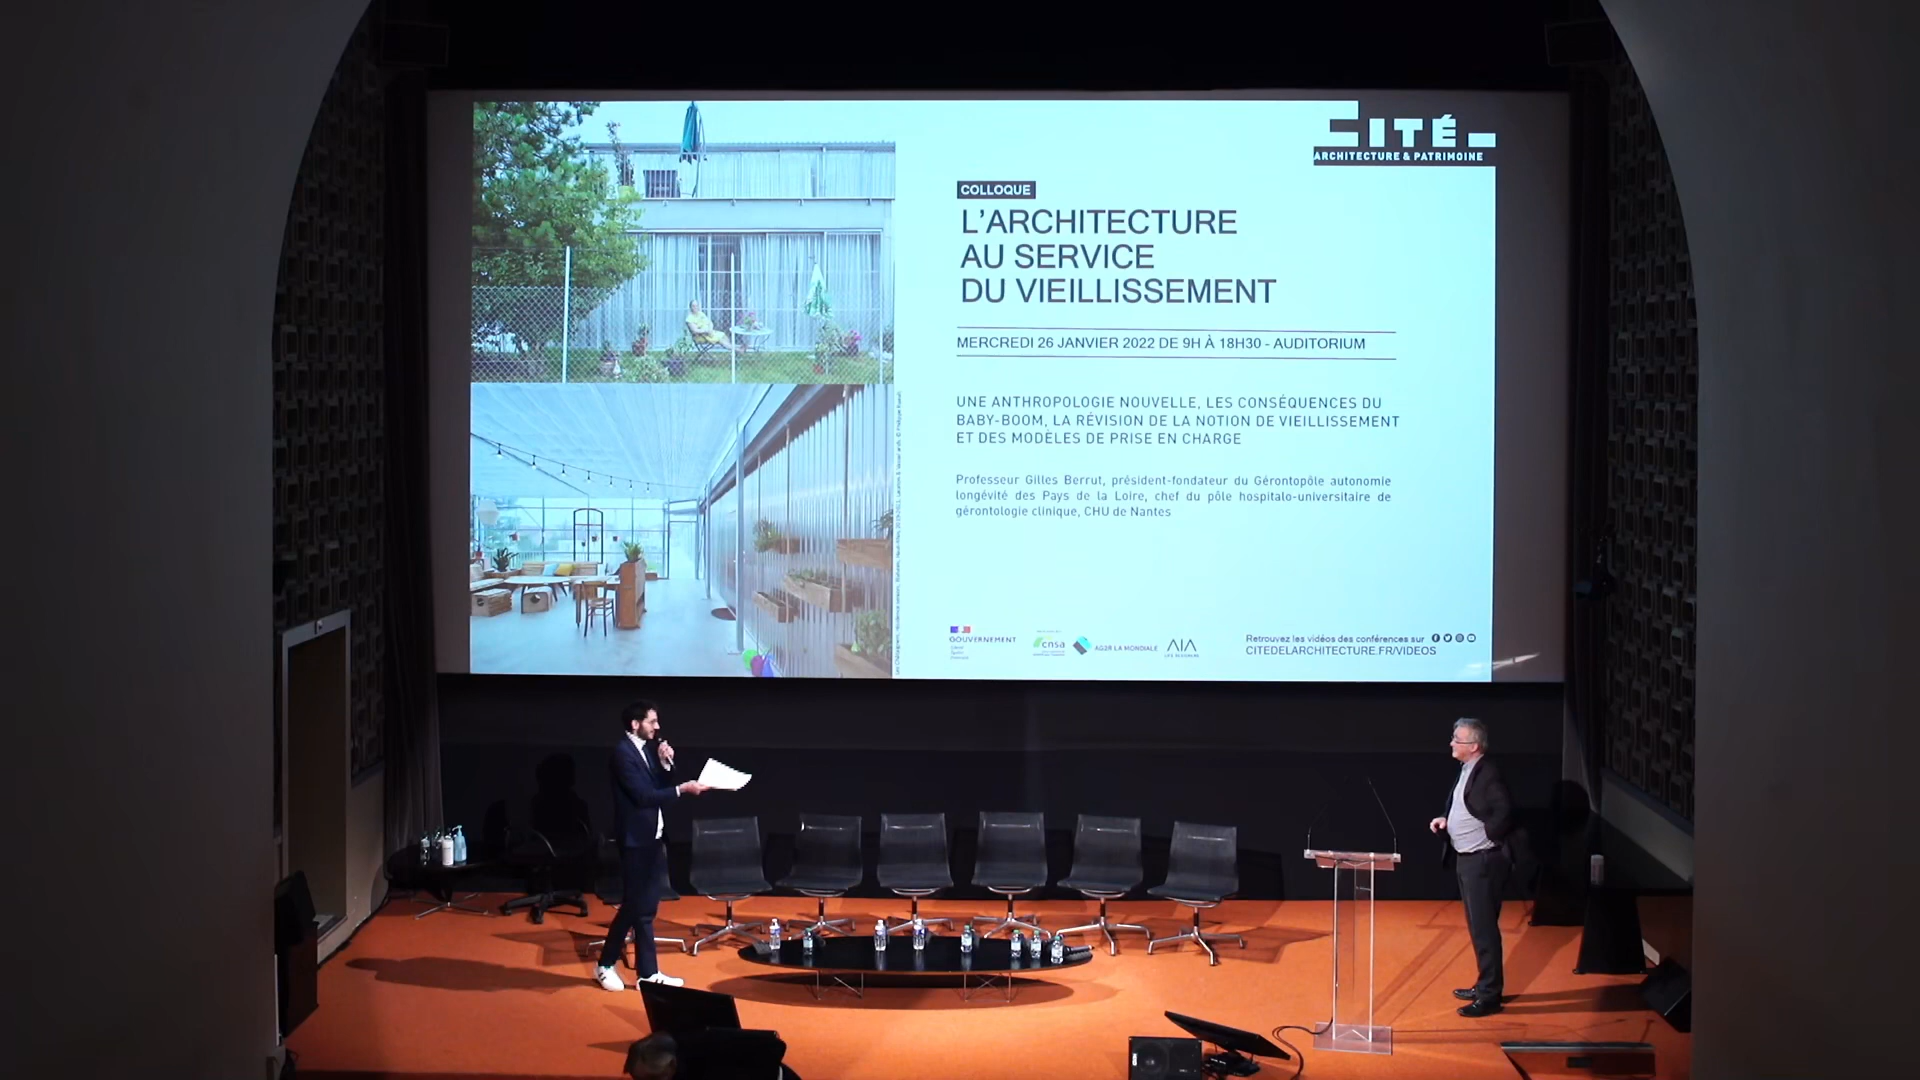 CITÉ
ARCHITECTURE & PATRIMOINE
COLLOQUE
L'ARCHITECTURE
AU SERVICE
DU VIEILLISSEMENT
MERCREDI 26 JANVIER 2022 DE 9H À 18H30 - AUDITORIUM
UNE ANTHROPOLOGIE NOUVELLE, LES CONSÉQUENCES DU
BABY-BOOM, LA RÉVISION DE LA NOTION DE VIEILLISSEMENT
ET DES MODÈLES DE PRISE EN CHARGE
Professeur Gilles Berrut, président-fondateur du Gérontopôle autonomie
longévité des Pays de la Loire, chef du pôle hospitalo-universitaire de
gérontologie clinique, CHU de Nantes
GOUVERNEMENT
cnsa
AG2R LA MONDIALE
AIA
Retrouvez les vidéos des conférences sur
CITEDELARCHITECTURE.FR/VIDEOS